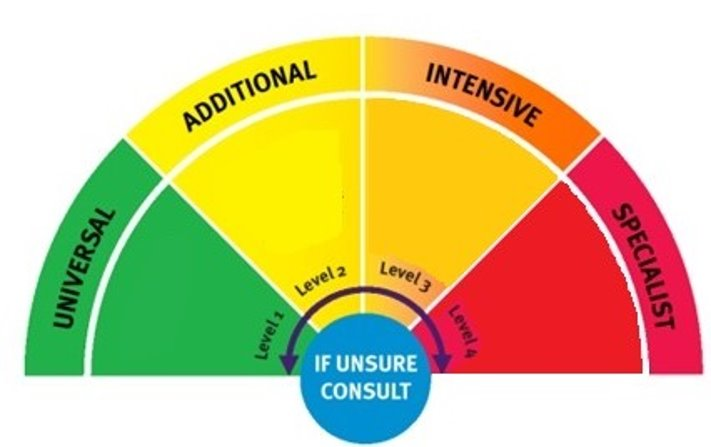 UNIVERSAL
ADDITIONAL
INTENSIVE
SPECIALIST
Level 1
Level 2
Level 3
Level 4
IF UNSURE
CONSULT